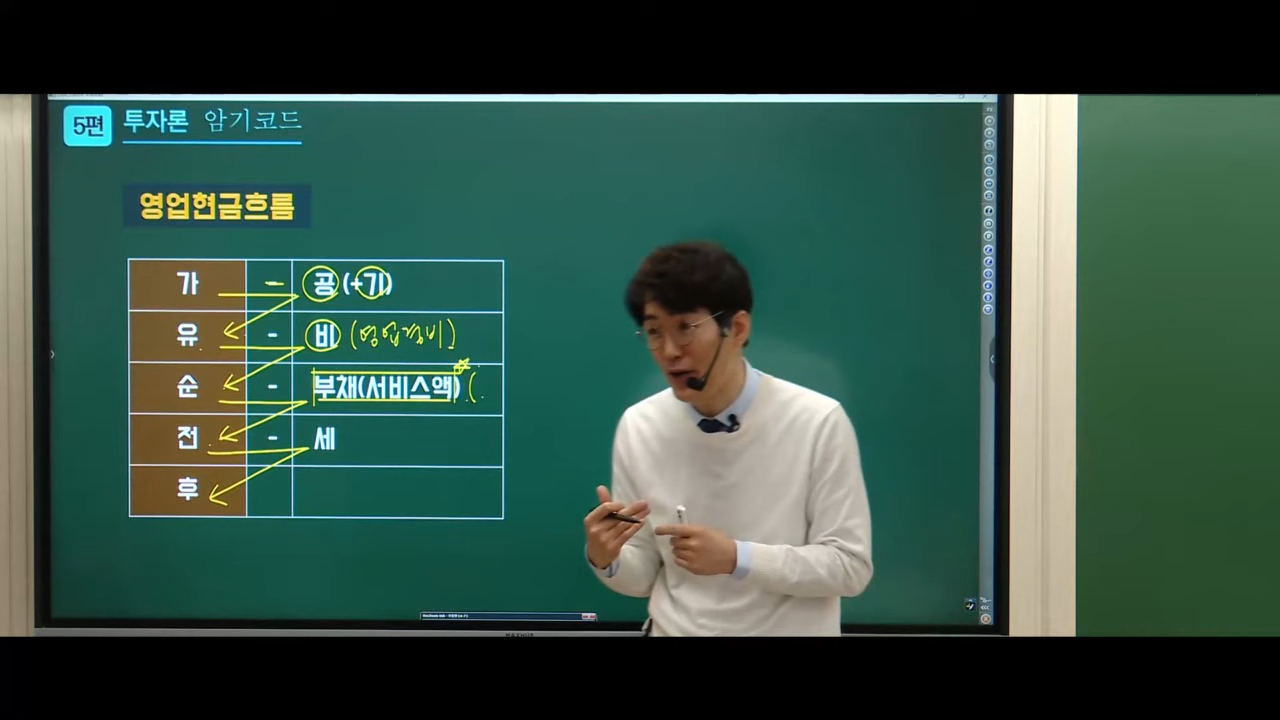 5편 투자론 암기코드
영업현금흐름
가 - 공(+기)
유 - 비 (영업경비)
순 - 부채(서비스액) (
전 - 세
후